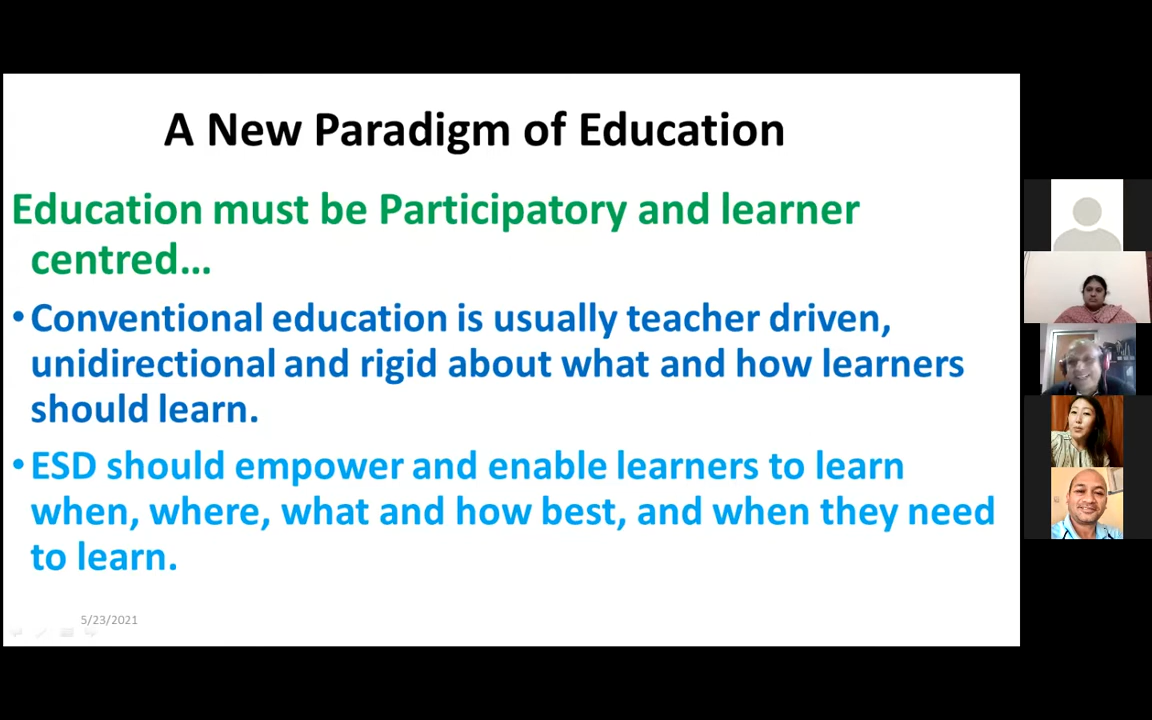 A New Paradigm of Education
Education must be Participatory and learner
centred...
•Conventional education is usually teacher driven,
unidirectional and rigid about what and how learners
should learn.
•ESD should empower and enable learners to learn
when, where, what and how best, and when they need
to learn.
5/23/2021